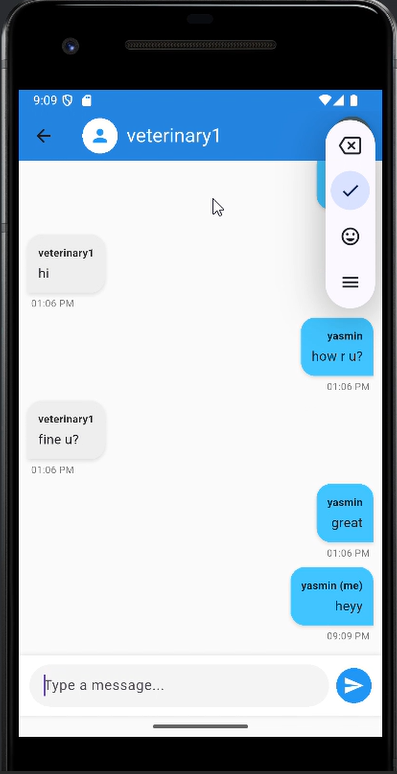 9:09
veterinary1
veterinary1
hi
01:06 PM
yasmin
how r u?
01:06 PM
veterinary1
fine u?
01:06 PM
yasmin
great
01:06 PM
yasmin (me)
heyy
09:09 PM
Type a message...